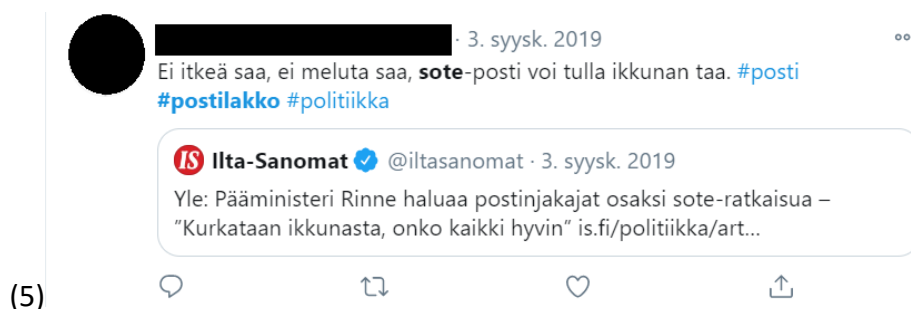 · 3. syysk. 2019
Ei itkeä saa, ei meluta saa, sote-posti voi tulla ikkunan taa. #posti
#postilakko #politiikka
IS Ilta-Sanomat @iltasanomat · 3. syysk. 2019
Yle: Pääministeri Rinne haluaa postinjakajat osaksi sote-ratkaisua –
”Kurkataan ikkunasta, onko kaikki hyvin” is.fi/politiikka/art...
(5)